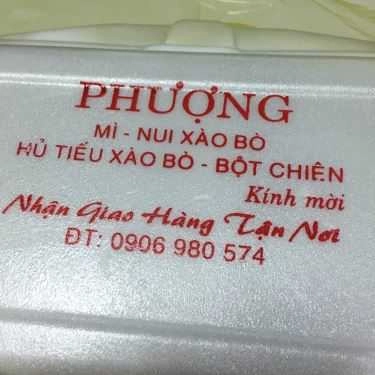 PHƯỢNG
MÌ - NUI XÀO BÒ
HỦ TIẾU XÀO BÒ - BỘT CHIÊN
Kính mời
Nhận Giao Hàng Tận Nơi
ĐT: 0906 980 574